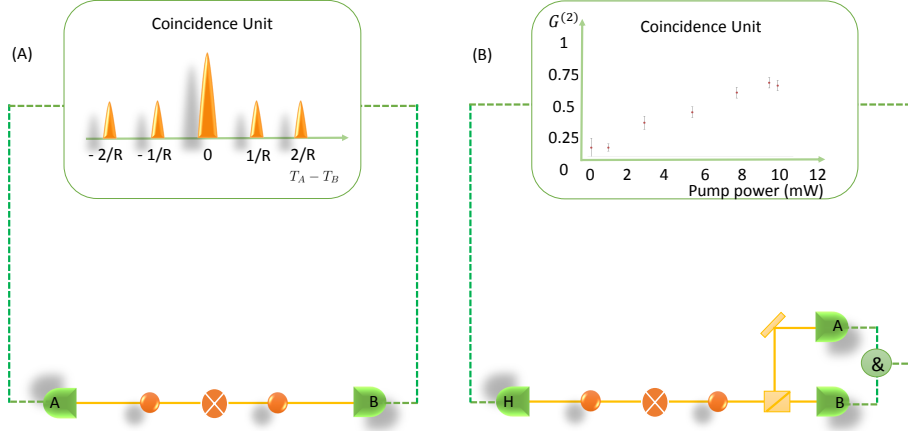 (A)
Coincidence Unit
- 2/R - 1/R 0 1/R 2/R
T_A − T_B
A
B
(B)
G^{(2)}
Coincidence Unit
1
0.75
0.5
0.25
0
0 2 4 6 8 10 12
Pump power (mW)
H
A
B
&